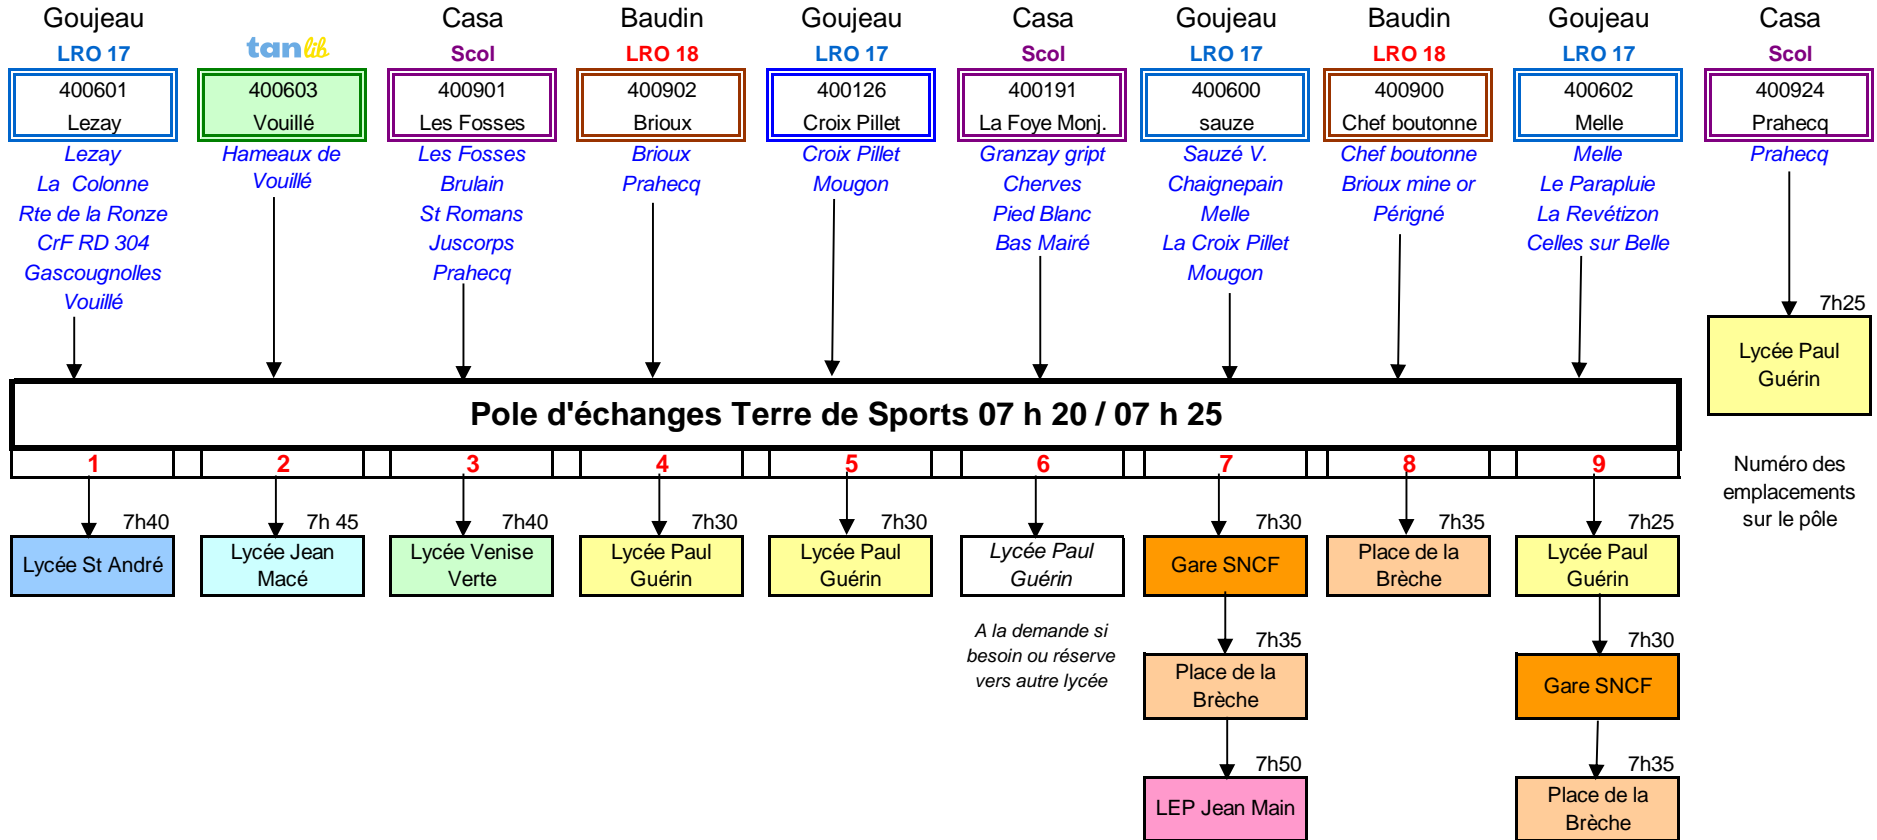 Goujeau
LRO 17
400601
Lezay
Lezay
La Colonne
Rte de la Ronze
CrF RD 304
Gascougnolles
Vouillé
tanlib
400603
Vouillé
Hameaux de
Vouillé
Casa
Scol
400901
Les Fosses
Les Fosses
Brulain
St Romans
Juscorps
Prahecq
Baudin
LRO 18
400902
Brioux
Brioux
Prahecq
Goujeau
LRO 17
400126
Croix Pillet
Croix Pillet
Mougon
Casa
Scol
400191
La Foye Monj.
Granzay gript
Cherves
Pied Blanc
Bas Mairé
Goujeau
LRO 17
400600
sauze
Sauzé V.
Chaignepain
Melle
La Croix Pillet
Mougon
Baudin
LRO 18
400900
Chef boutonne
Chef boutonne
Brioux mine or
Périgné
Goujeau
LRO 17
400602
Melle
Melle
Le Parapluie
La Revétizon
Celles sur Belle
Casa
Scol
400924
Prahecq
Prahecq
7h25
Lycée Paul
Guérin
Pole d'échanges Terre de Sports 07 h 20 / 07 h 25
1
2
3
4
5
6
7
8
9
Numéro des
emplacements
sur le pôle
7h40
Lycée St André
7h 45
Lycée Jean
Macé
7h40
Lycée Venise
Verte
7h30
Lycée Paul
Guérin
7h30
Lycée Paul
Guérin
Lycée Paul
Guérin
A la demande si
besoin ou réserve
vers autre lycée
7h30
Gare SNCF
7h35
Place de la
Brèche
7h50
LEP Jean Main
7h35
Place de la
Brèche
7h25
Lycée Paul
Guérin
7h30
Gare SNCF
7h35
Place de la
Brèche